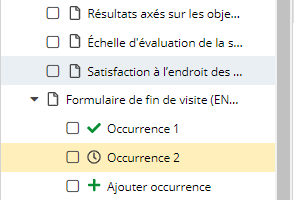 Résultats axés sur les obje...
Échelle d'évaluation de la s...
Satisfaction à l’endroit des ...
Formulaire de fin de visite (EN...
Occurrence 1
Occurrence 2
Ajouter occurrence